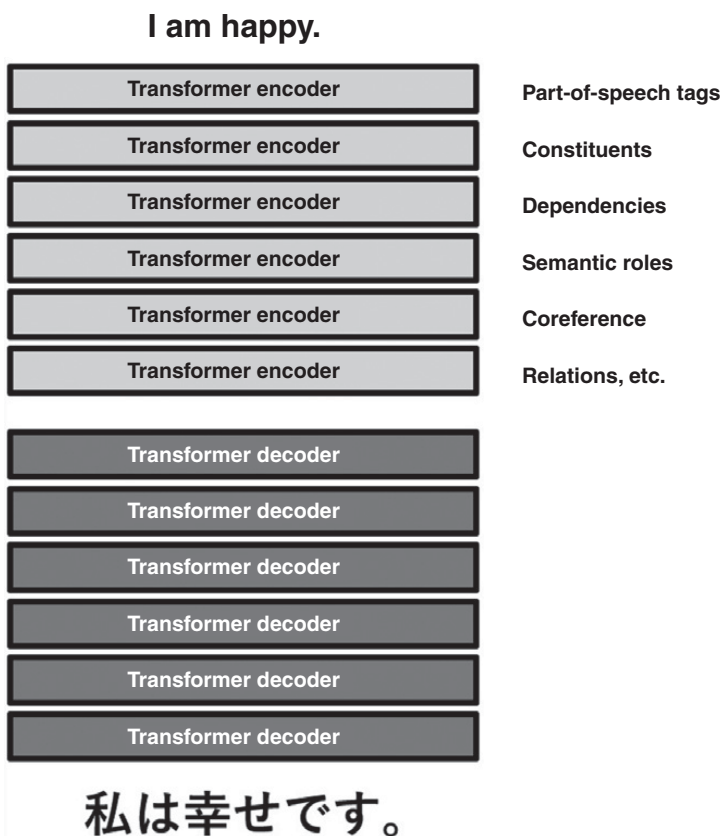 I am happy.
Transformer encoder Part-of-speech tags
Transformer encoder Constituents
Transformer encoder Dependencies
Transformer encoder Semantic roles
Transformer encoder Coreference
Transformer encoder Relations, etc.
Transformer decoder
Transformer decoder
Transformer decoder
Transformer decoder
Transformer decoder
Transformer decoder
私は幸せです。